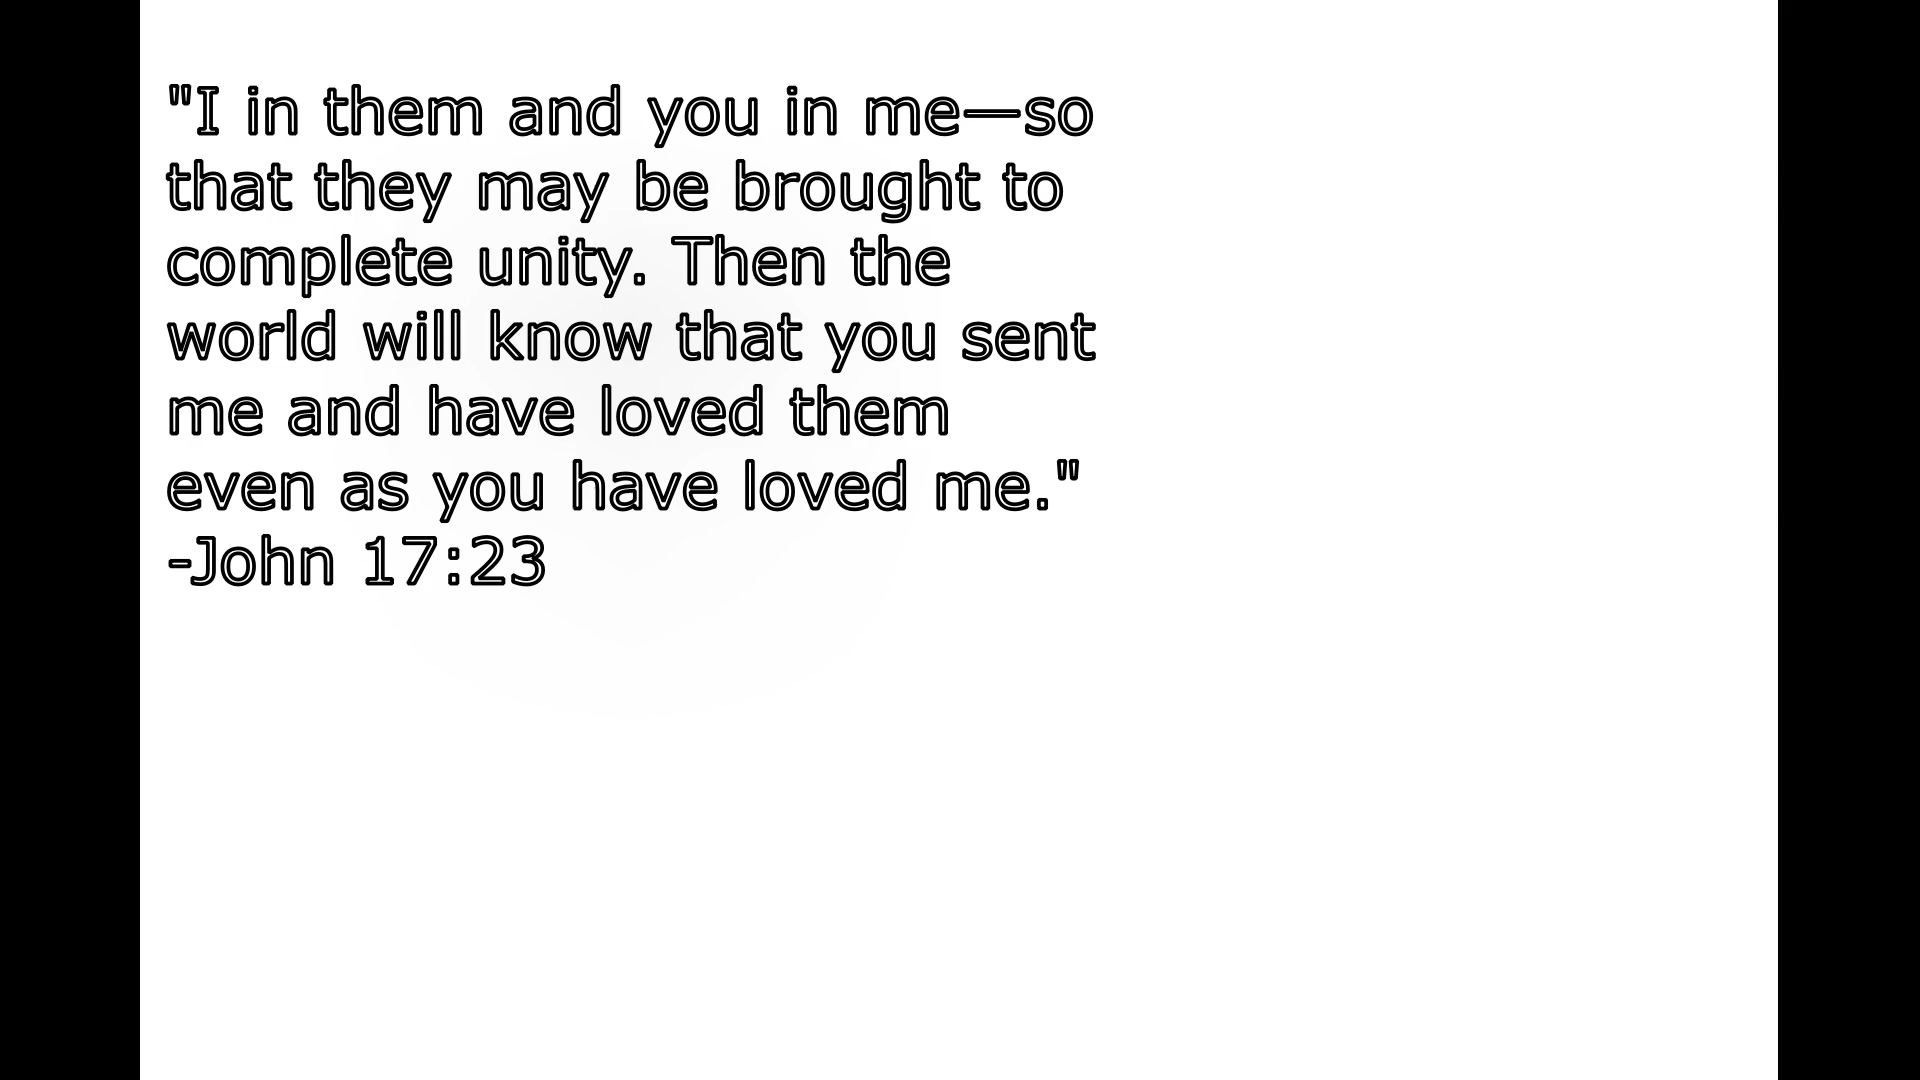 "I in them and you in me—so
that they may be brought to
complete unity. Then the
world will know that you sent
me and have loved them
even as you have loved me."
-John 17:23